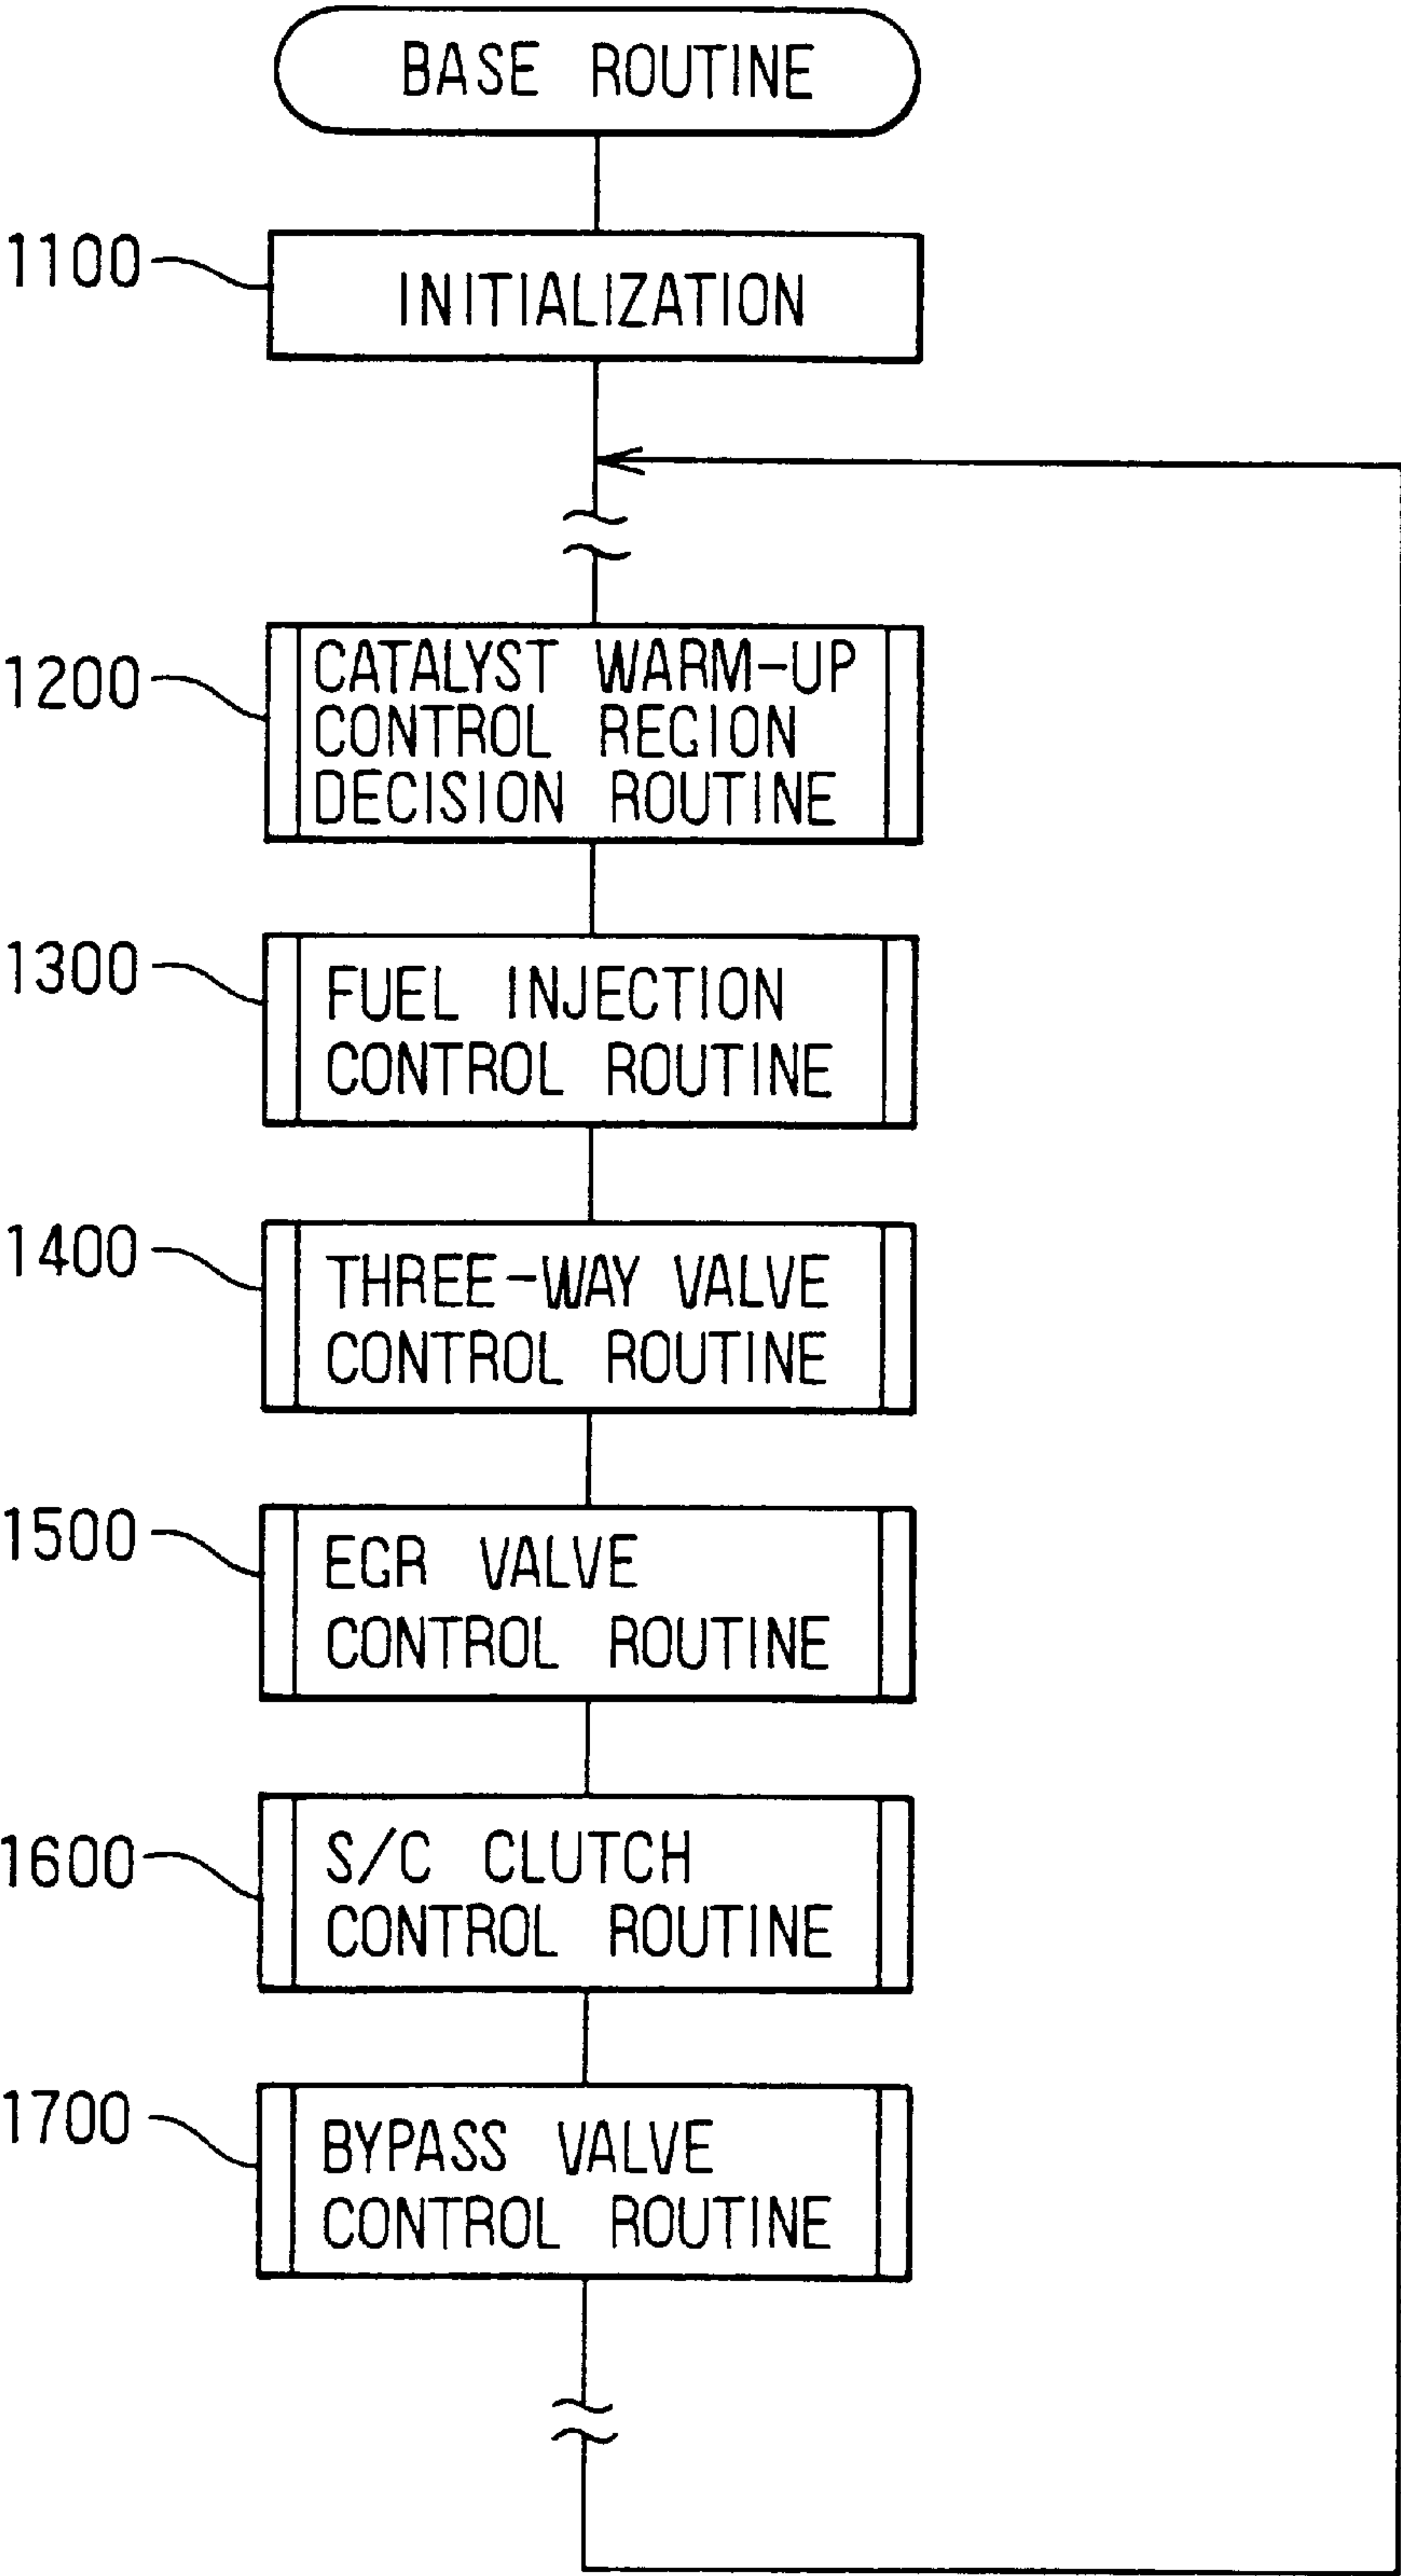 BASE ROUTINE
1100
INITIALIZATION
1200
CATALYST WARM-UP
CONTROL REGION
DECISION ROUTINE
1300
FUEL INJECTION
CONTROL ROUTINE
1400
THREE-WAY VALVE
CONTROL ROUTINE
1500
EGR VALVE
CONTROL ROUTINE
1600
S/C CLUTCH
CONTROL ROUTINE
1700
BYPASS VALVE
CONTROL ROUTINE